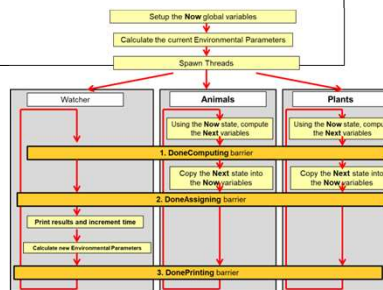 Setup the Now global variables
Calculate the current Environmental Parameters
Spawn Threads
Watcher
Animals
Plants
Using the Now state, compute
the Next variables
Using the Now state, compu
the Next variables
1. DoneComputing barrier
Copy the Next state into
the Now variables
Copy the Next state into
the Now variables
2. DoneAssigning barrier
Print results and increment time
Calculate new Environmental Parameters
3. DonePrinting barrier